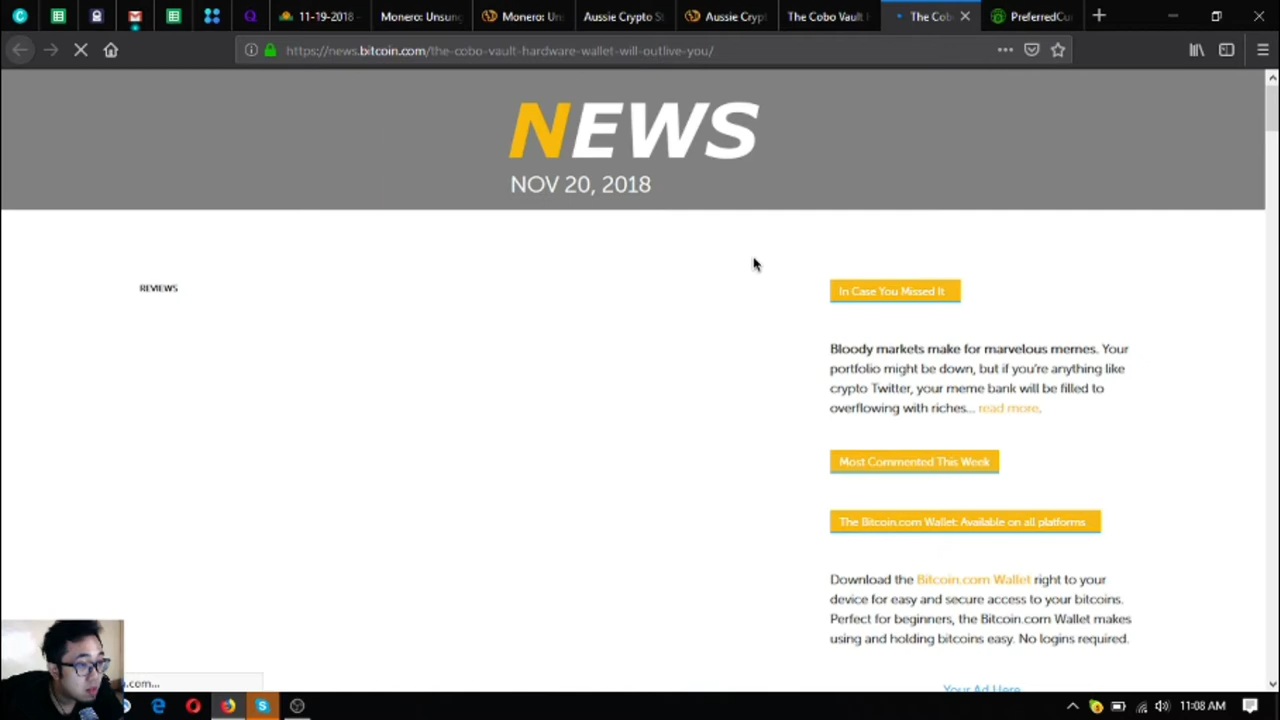 11-19-2018
Monero: Unsung
Monero: Un
Aussie Crypto S
Aussie Crypt
The Cobo Vault
The Cob
PreferredCur
https://news.bitcoin.com/the-cobo-vault-hardware-wallet-will-outlive-you/
NEWS
NOV 20, 2018
REVIEWS
In Case You Missed It
Bloody markets make for marvelous memes. Your
portfolio might be down, but if you're anything like
crypto Twitter, your meme bank will be filled to
overflowing with riches... read more.
Most Commented This Week
The Bitcoin.com Wallet: Available on all platforms
Download the Bitcoin.com Wallet right to your
device for easy and secure access to your bitcoins.
Perfect for beginners, the Bitcoin.com Wallet makes
using and holding bitcoins easy. No logins required.
Your Ad Here
.com...
11:08 AM